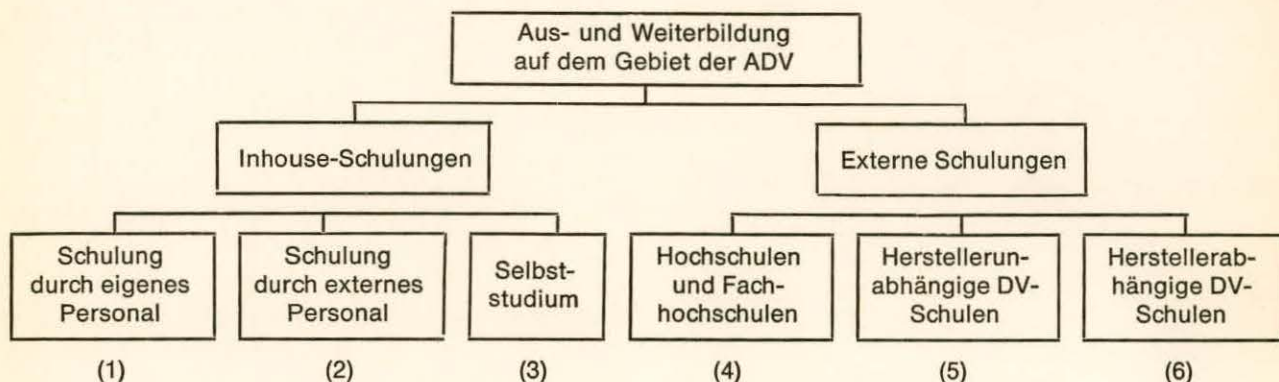 Aus- und Weiterbildung
auf dem Gebiet der ADV
Inhouse-Schulungen
Externe Schulungen
Schulung
durch eigenes
Personal
Schulung
durch externes
Personal
Selbst-
studium
Hochschulen
und Fach-
hochschulen
Herstellerun-
abhängige DV-
Schulen
Herstellerab-
hängige DV-
Schulen
(1)
(2)
(3)
(4)
(5)
(6)